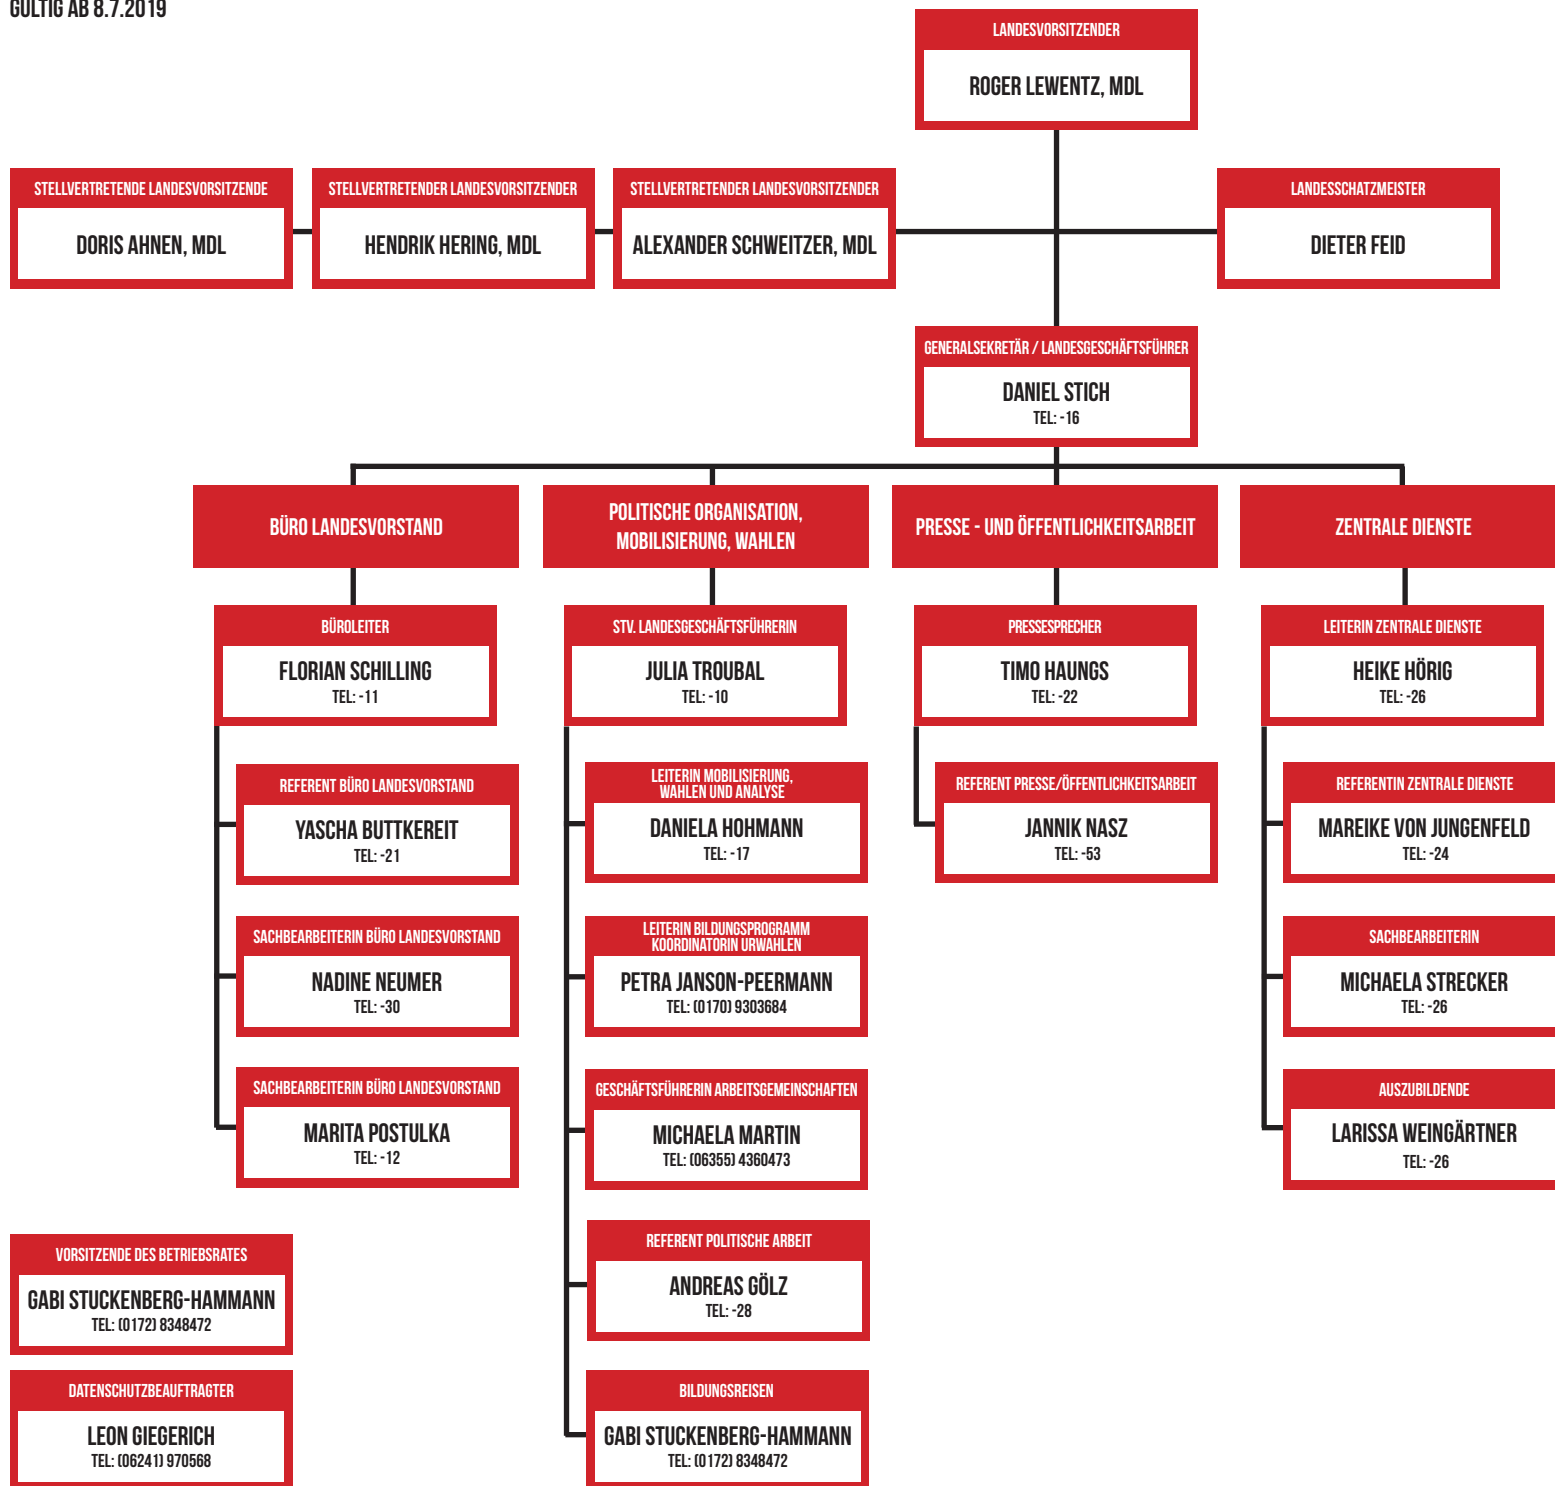 GÜLTIG AB 8.7.2019
LANDESVORSITZENDER
ROGER LEWENTZ, MDL
STELLVERTRETENDE LANDESVORSITZENDE
DORIS AHNEN, MDL
STELLVERTRETENDER LANDESVORSITZENDER
HENDRIK HERING, MDL
STELLVERTRETENDER LANDESVORSITZENDER
ALEXANDER SCHWEITZER, MDL
LANDESSCHATZMEISTER
DIETER FEID
GENERALSEKRETÄR / LANDESGESCHÄFTSFÜHRER
DANIEL STICH
TEL: -16
BÜRO LANDESVORSTAND
BÜROLEITER
FLORIAN SCHILLING
TEL: -11
REFERENT BÜRO LANDESVORSTAND
YASCHA BUTTKEREIT
TEL: -21
SACHBEARBEITERIN BÜRO LANDESVORSTAND
NADINE NEUMER
TEL: -30
SACHBEARBEITERIN BÜRO LANDESVORSTAND
MARITA POSTULKA
TEL: -12
POLITISCHE ORGANISATION,
MOBILISIERUNG, WAHLEN
STV. LANDESGESCHÄFTSFÜHRERIN
JULIA TROUBAL
TEL: -10
LEITERIN MOBILISIERUNG,
WAHLEN UND ANALYSE
DANIELA HOHMANN
TEL: -17
LEITERIN BILDUNGSPROGRAMM
KOORDINATORIN URWAHLEN
PETRA JANSON-PEERMANN
TEL: (0170) 9303684
GESCHÄFTSFÜHRERIN ARBEITSGEMEINSCHAFTEN
MICHAELA MARTIN
TEL: (06355) 4360473
REFERENT POLITISCHE ARBEIT
ANDREAS GÖLZ
TEL: -28
BILDUNGSREISEN
GABI STUCKENBERG-HAMMANN
TEL: (0172) 8348472
PRESSE - UND ÖFFENTLICHKEITSARBEIT
PRESSESPRECHER
TIMO HAUNGS
TEL: -22
REFERENT PRESSE/ÖFFENTLICHKEITSARBEIT
JANNIK NASZ
TEL: -53
ZENTRALE DIENSTE
LEITERIN ZENTRALE DIENSTE
HEIKE HÖRIG
TEL: -26
REFERENTIN ZENTRALE DIENSTE
MAREIKE VON JUNGENFELD
TEL: -24
SACHBEARBEITERIN
MICHAELA STRECKER
TEL: -26
AUSZUBILDENDE
LARISSA WEINGÄRTNER
TEL: -26
VORSITZENDE DES BETRIEBSRATES
GABI STUCKENBERG-HAMMANN
TEL: (0172) 8348472
DATENSCHUTZBEAUFTRAGTER
LEON GIEGERICH
TEL: (06241) 970568